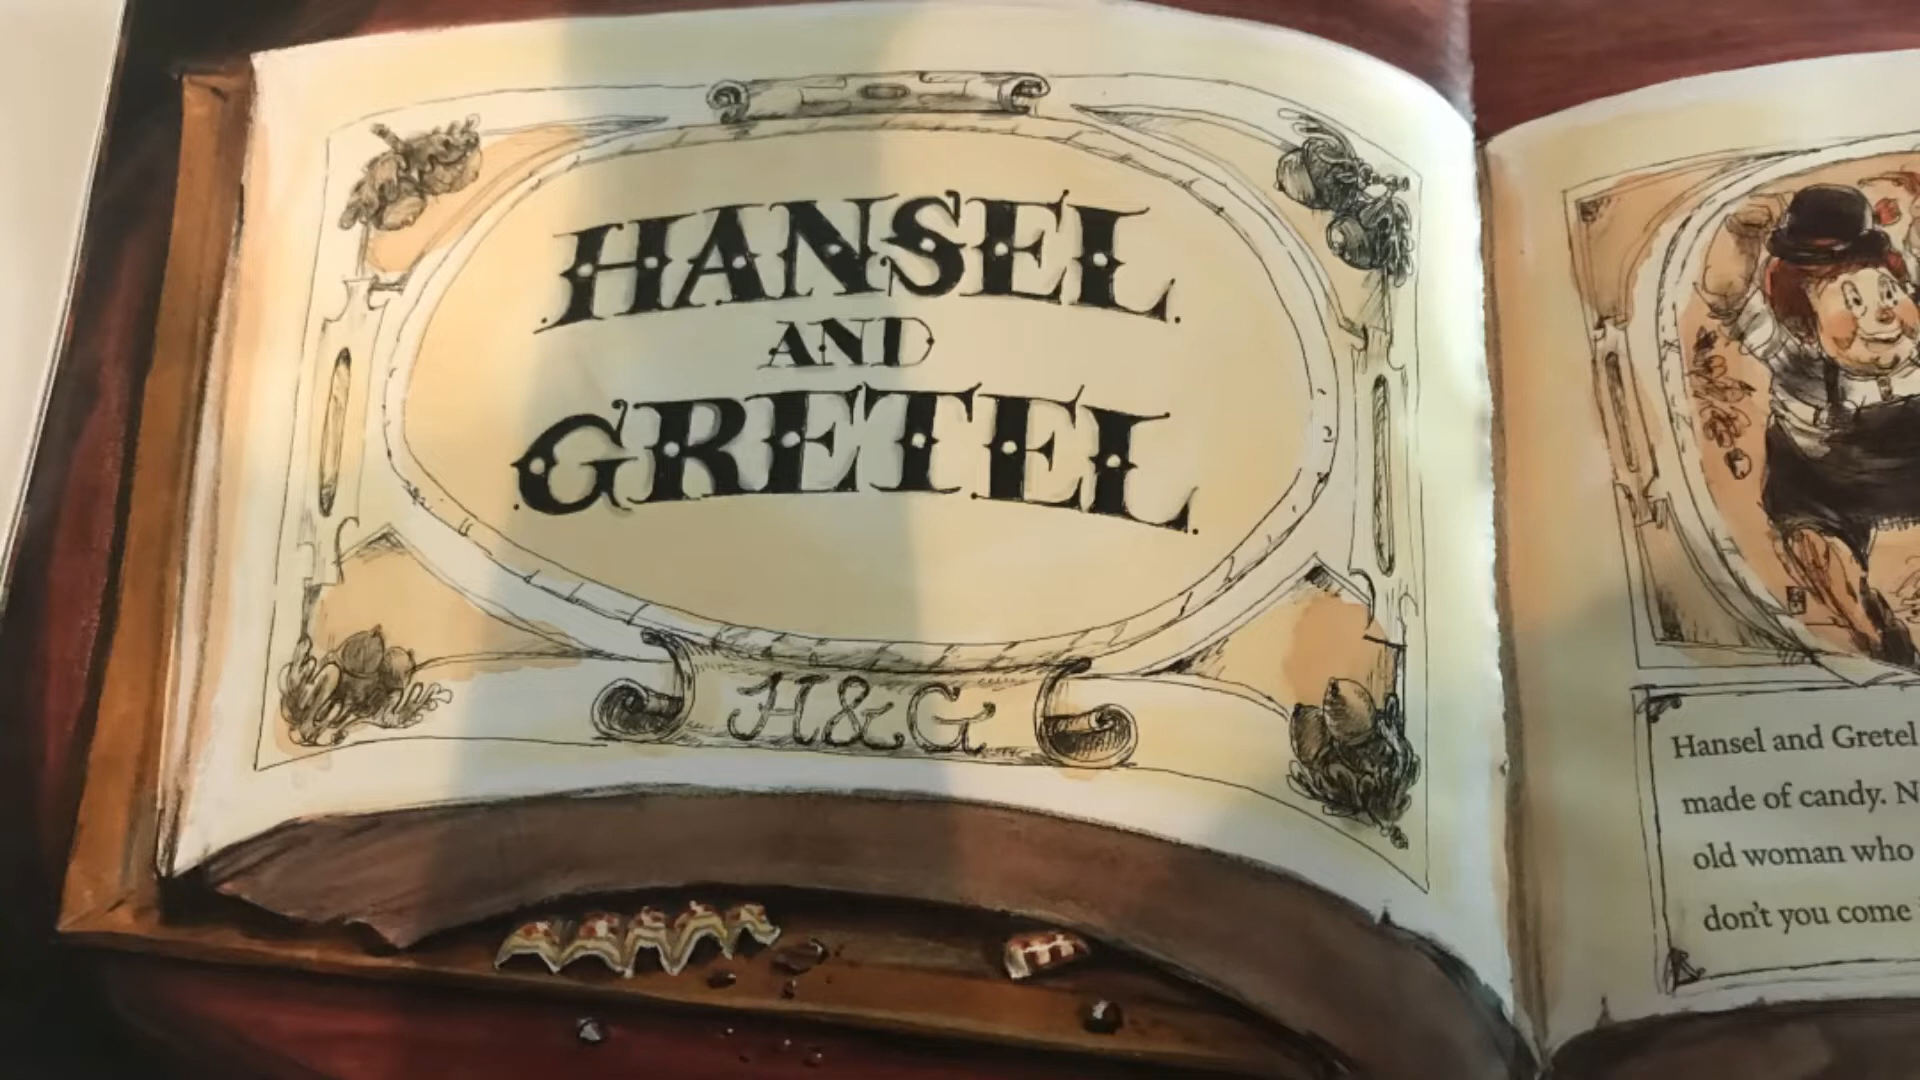 HANSEL
AND
GRETEL
H&G
Hansel and Gretel
made of candy. N
old woman who
don't you come